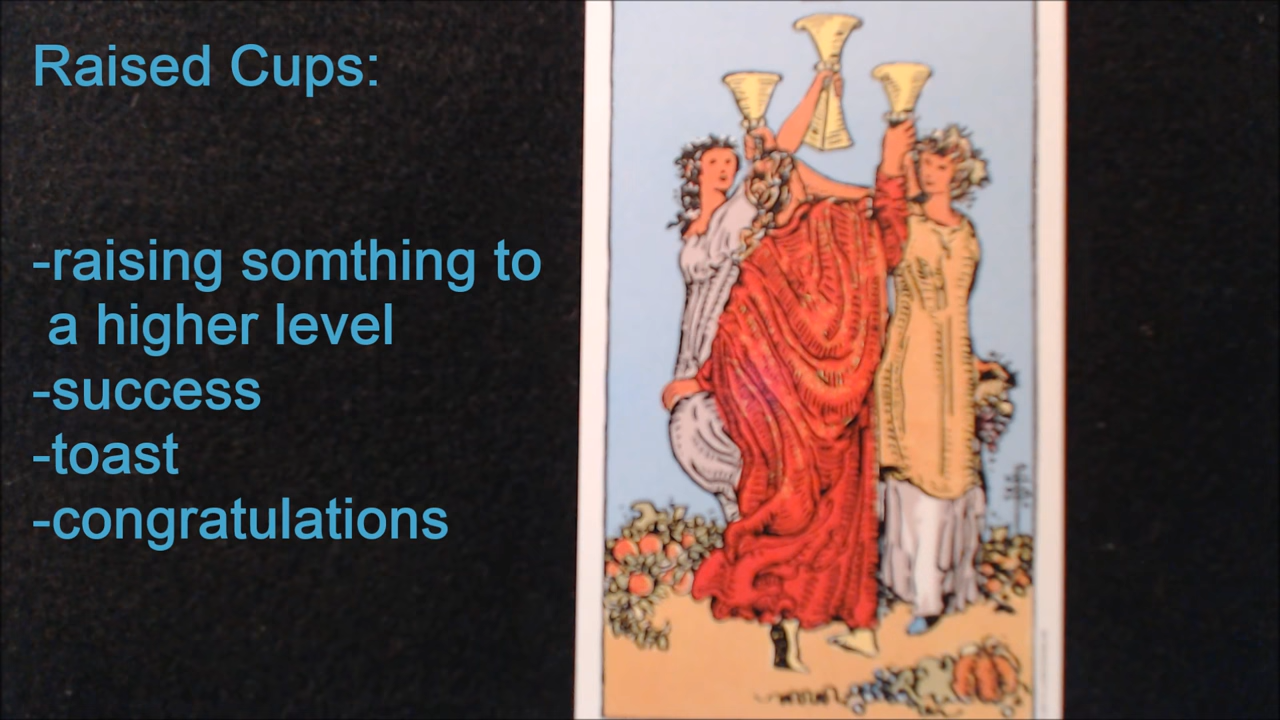 Raised Cups:
-raising somthing to
a higher level
-success
-toast
-congratulations